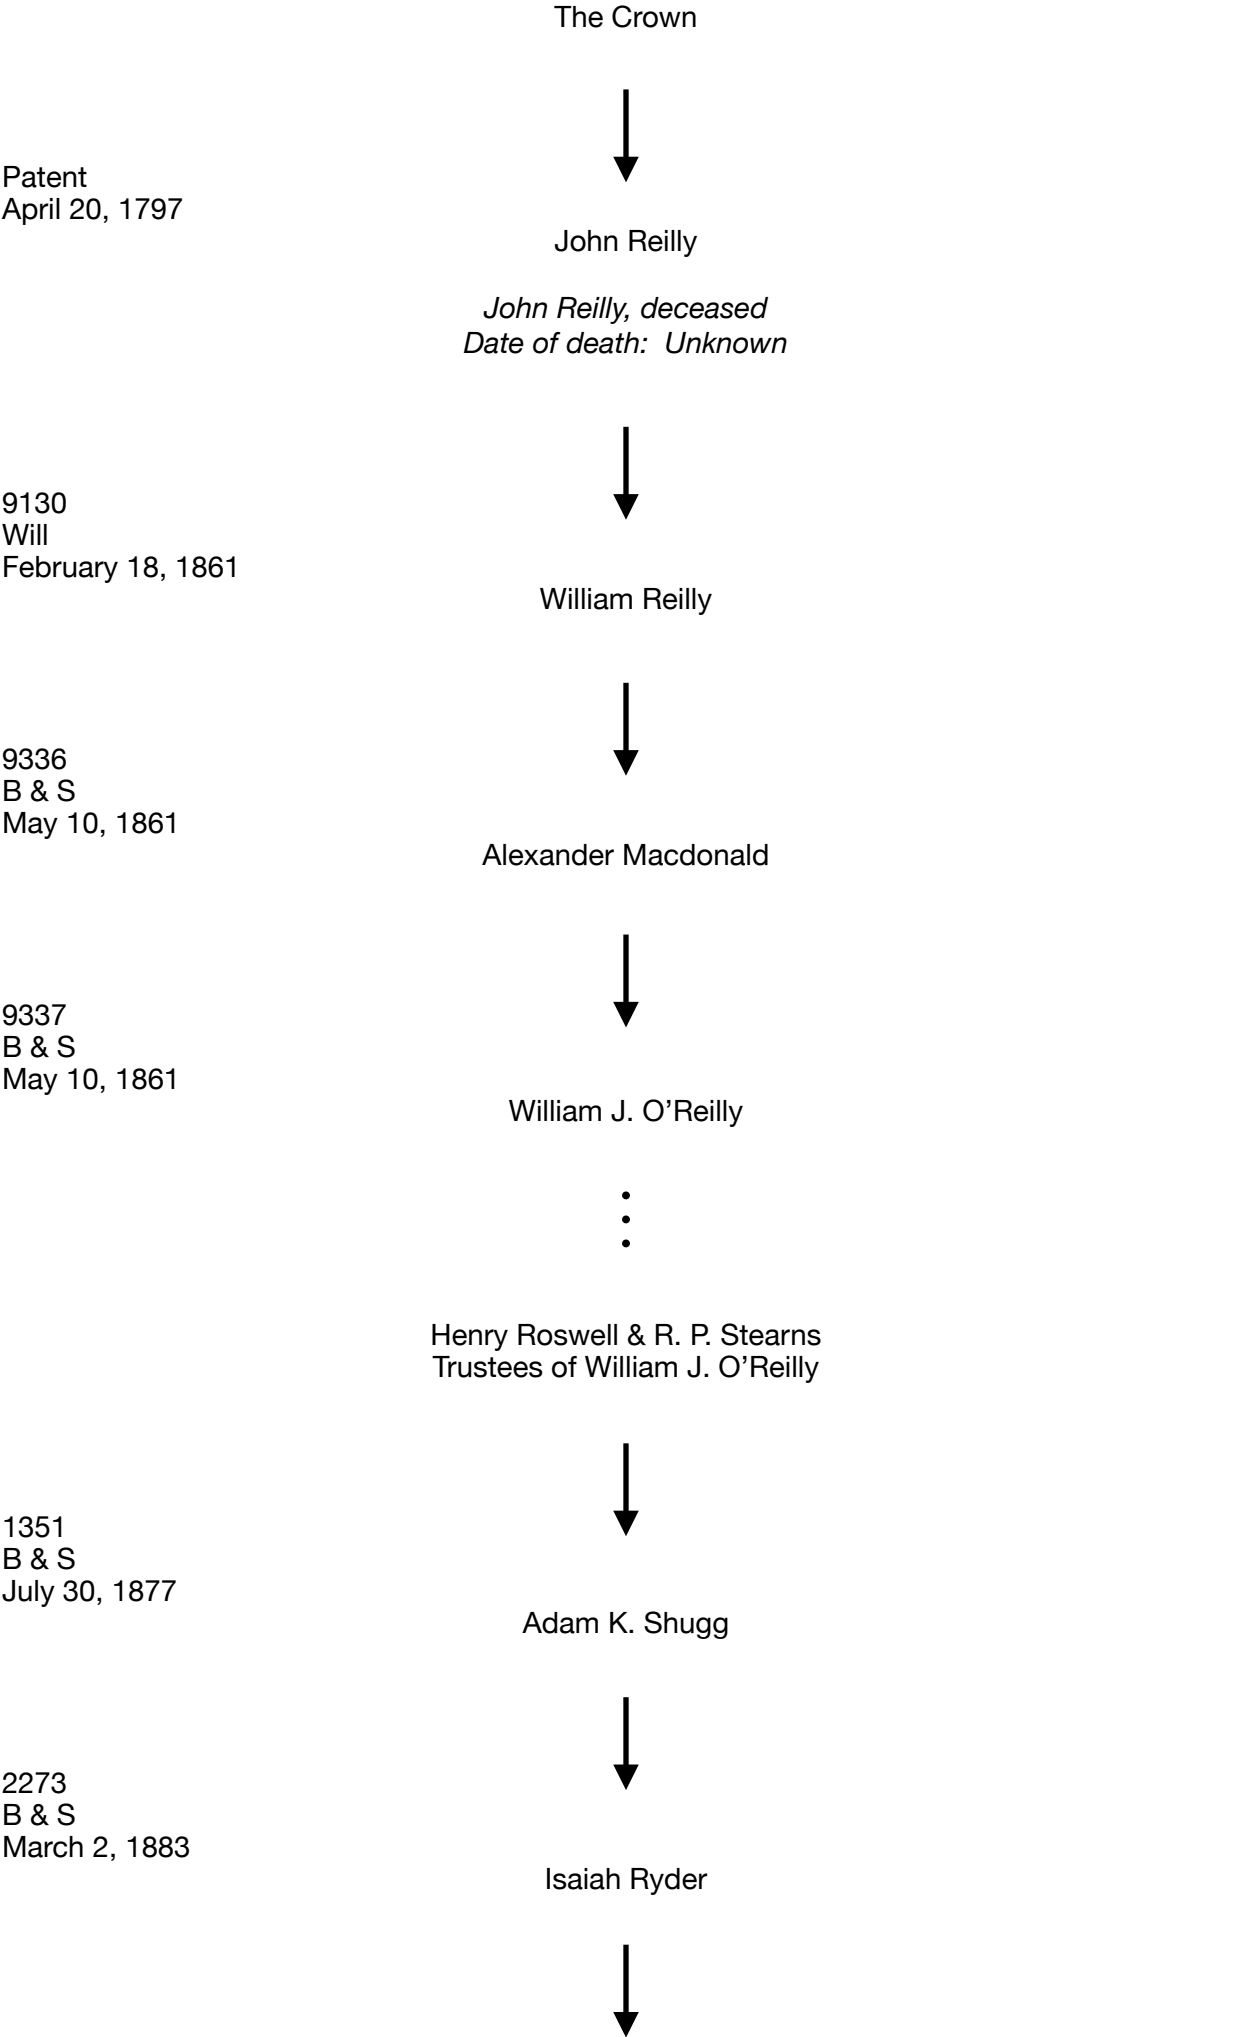 The Crown
Patent
April 20, 1797
John Reilly
John Reilly, deceased
Date of death:  Unknown
9130
Will
February 18, 1861
William Reilly
9336
B & S
May 10, 1861
Alexander Macdonald
9337
B & S
May 10, 1861
William J. O’Reilly
Henry Roswell & R. P. Stearns
Trustees of William J. O’Reilly
1351
B & S
July 30, 1877
Adam K. Shugg
2273
B & S
March 2, 1883
Isaiah Ryder